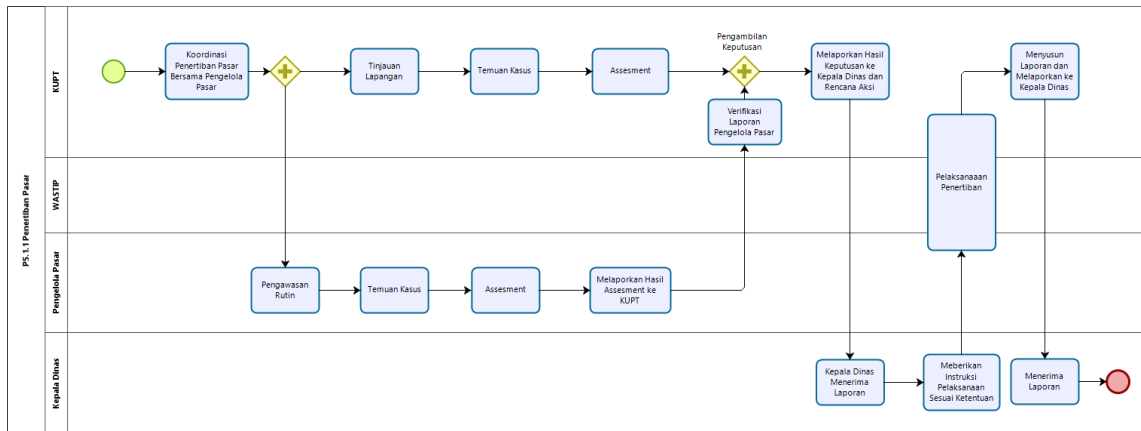 P5.1.1 Penertiban Pasar
KUPT
Koordinasi
Penertiban Pasar
Bersama Pengelola
Pasar
Tinjauan
Lapangan
Temuan Kasus
Assesment
Pengambilan
Keputusan
Verifikasi
Laporan
Pengelola Pasar
Melaporkan Hasil
Keputusan ke
Kepala Dinas dan
Rencana Aksi
Menyusun
Laporan dan
Melaporkan ke
Kepala Dinas
WASTIP
Pelaksanaaan
Penertiban
Pengelola Pasar
Pengawasan
Rutin
Temuan Kasus
Assesment
Melaporkan Hasil
Assesment ke
KUPT
Kepala Dinas
Kepala Dinas
Menerima
Laporan
Meberikan
Instruksi
Pelaksanaan
Sesuai Ketentuan
Menerima
Laporan